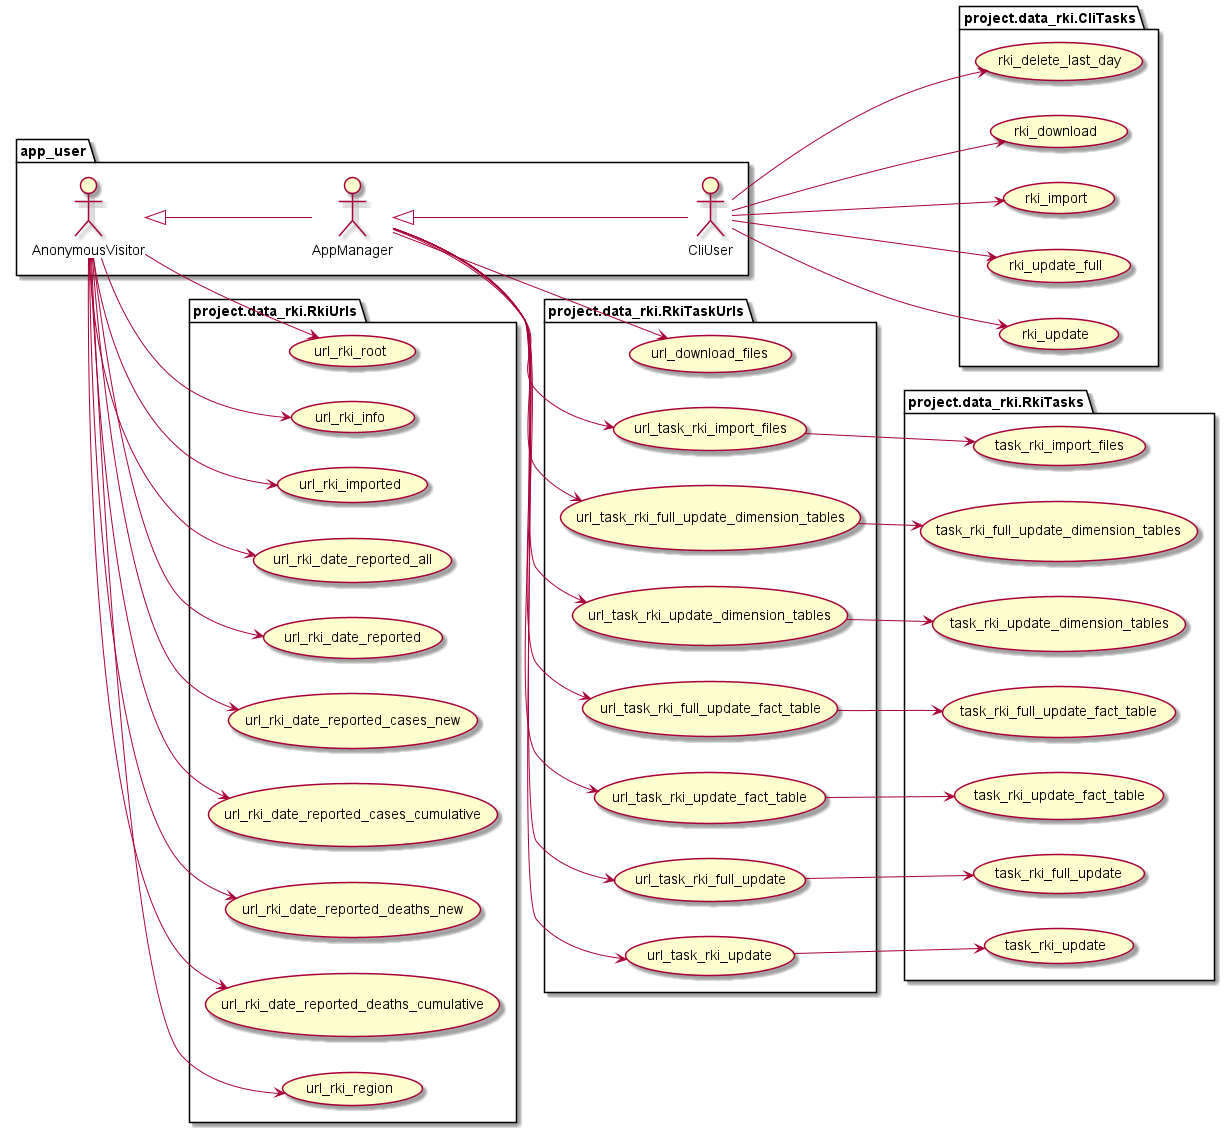 project.data_rki.CliTasks
rki_delete_last_day
rki_download
rki_import
rki_update_full
rki_update
app_user
AnonymousVisitor
AppManager
CliUser
project.data_rki.RkiUrls
url_rki_root
url_rki_info
url_rki_imported
url_rki_date_reported_all
url_rki_date_reported
url_rki_date_reported_cases_new
url_rki_date_reported_cases_cumulative
url_rki_date_reported_deaths_new
url_rki_date_reported_deaths_cumulative
url_rki_region
project.data_rki.RkiTaskUrls
url_download_files
url_task_rki_import_files
url_task_rki_full_update_dimension_tables
url_task_rki_update_dimension_tables
url_task_rki_full_update_fact_table
url_task_rki_update_fact_table
url_task_rki_full_update
url_task_rki_update
project.data_rki.RkiTasks
task_rki_import_files
task_rki_full_update_dimension_tables
task_rki_update_dimension_tables
task_rki_full_update_fact_table
task_rki_update_fact_table
task_rki_full_update
task_rki_update